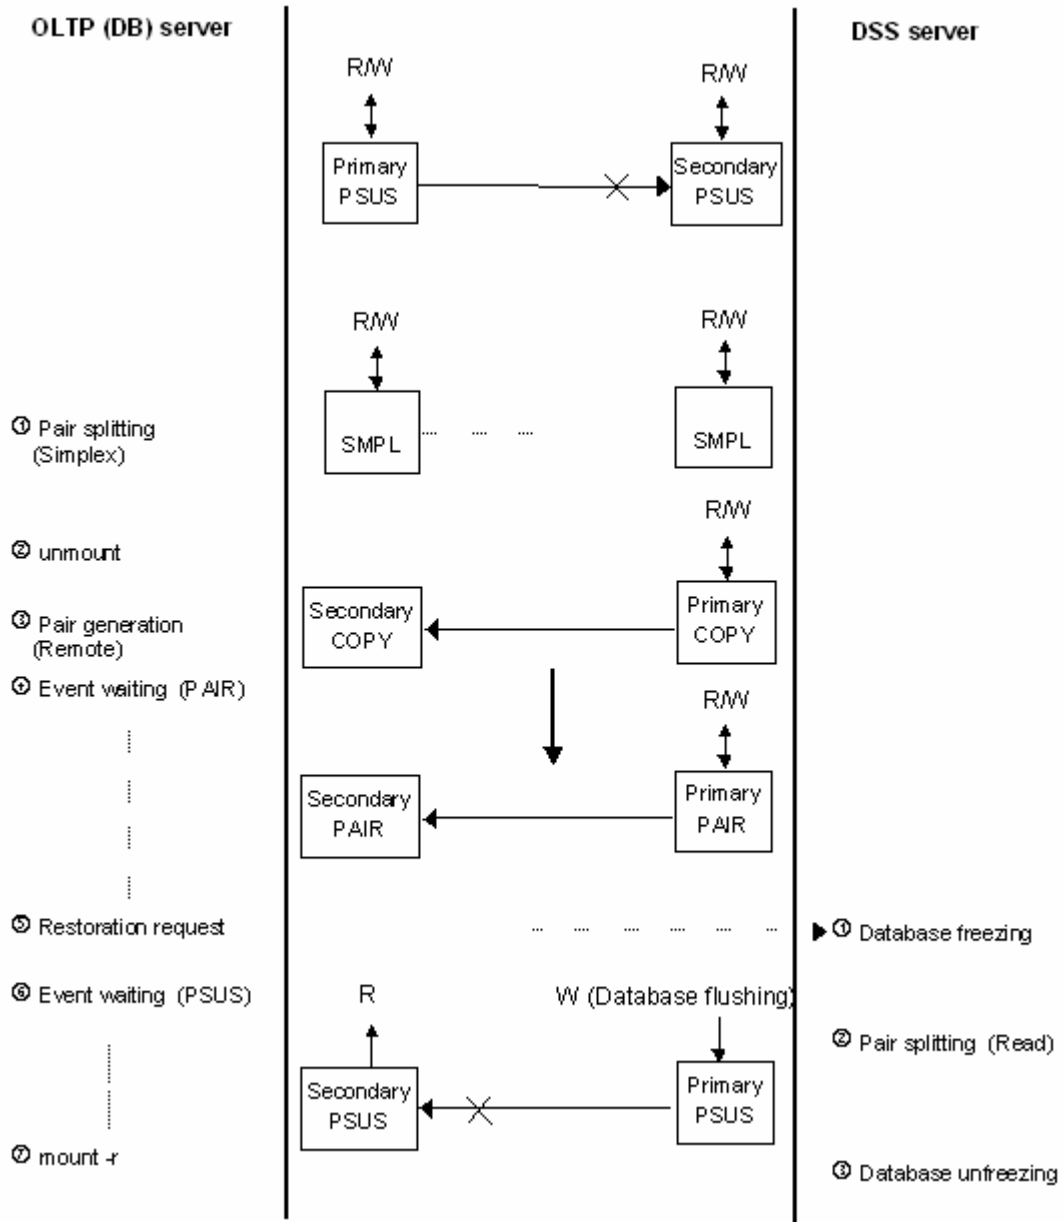 OLTP (DB) server
DSS server
R/W
R/W
Primary
PSUS
Secondary
PSUS
R/W
R/W
① Pair splitting
(Simplex)
SMPL
SMPL
R/W
② unmount
③ Pair generation
(Remote)
Secondary
COPY
Primary
COPY
④ Event waiting (PAIR)
R/W
Secondary
PAIR
Primary
PAIR
⑤ Restoration request
① Database freezing
⑥ Event waiting (PSUS)
R
W (Database flushing)
② Pair splitting (Read)
Secondary
PSUS
Primary
PSUS
⑦ mount -r
③ Database unfreezing